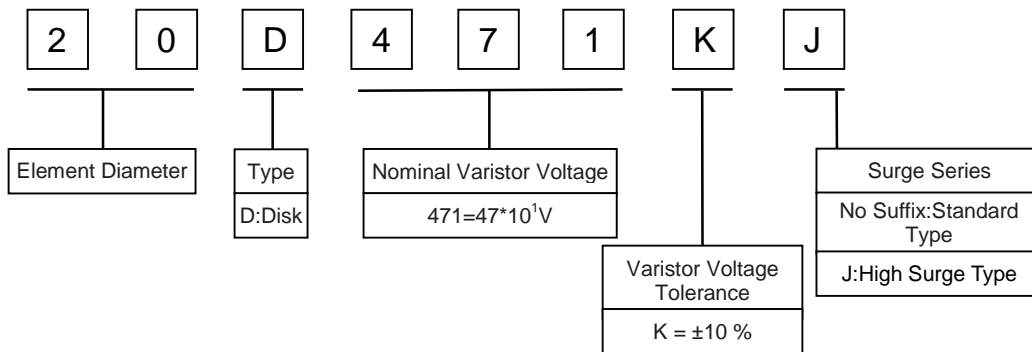 2 0 D 4 7 1 K J
Element Diameter
Type
D:Disk
Nominal Varistor Voltage
471=47*10¹V
Varistor Voltage
Tolerance
K = ±10 %
Surge Series
No Suffix:Standard
Type
J:High Surge Type